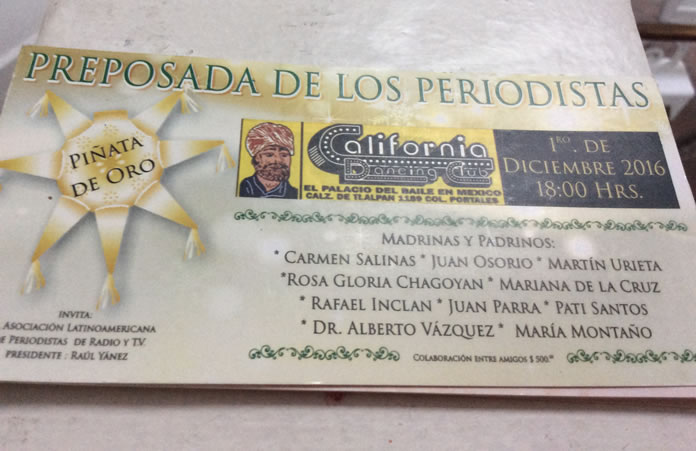 PREPOSADA DE LOS PERIODISTAS
PIÑATA
DE ORO
California
Dancing Club
EL PALACIO DEL BAILE EN MEXICO
CALZ. DE TLALPAN 1189 COL. PORTALES
1RO. DE
DICIEMBRE 2016
18:00 HRS.
MADRINAS Y PADRINOS:
* CARMEN SALINAS * JUAN OSORIO * MARTÍN URIETA
*ROSA GLORIA CHAGOYAN * MARIANA DE LA CRUZ
* RAFAEL INCLAN * JUAN PARRA * PATI SANTOS
* DR. ALBERTO VÁZQUEZ * MARÍA MONTAÑO
INVITA:
ASOCIACIÓN LATINOAMERICANA
E PERIODISTAS DE RADIO Y T.V.
PRESIDENTE : RAÚL YÁNEZ
COLABORACIÓN ENTRE AMIGOS $ 500.°°